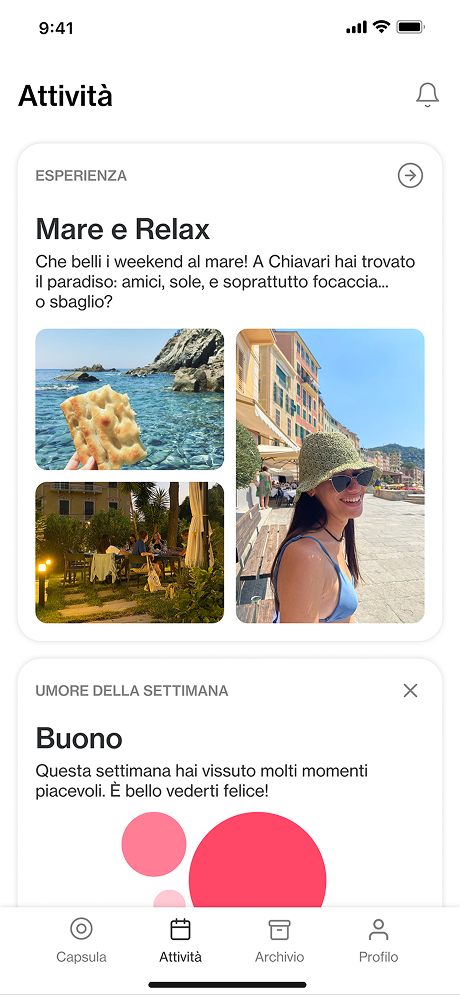 9:41
Attività
ESPERIENZA
Mare e Relax
Che belli i weekend al mare! A Chiavari hai trovato
il paradiso: amici, sole, e soprattutto focaccia...
o sbaglio?
UMORE DELLA SETTIMANA
Buono
Questa settimana hai vissuto molti momenti
piacevoli. È bello vederti felice!
Capsula Attività Archivio Profilo